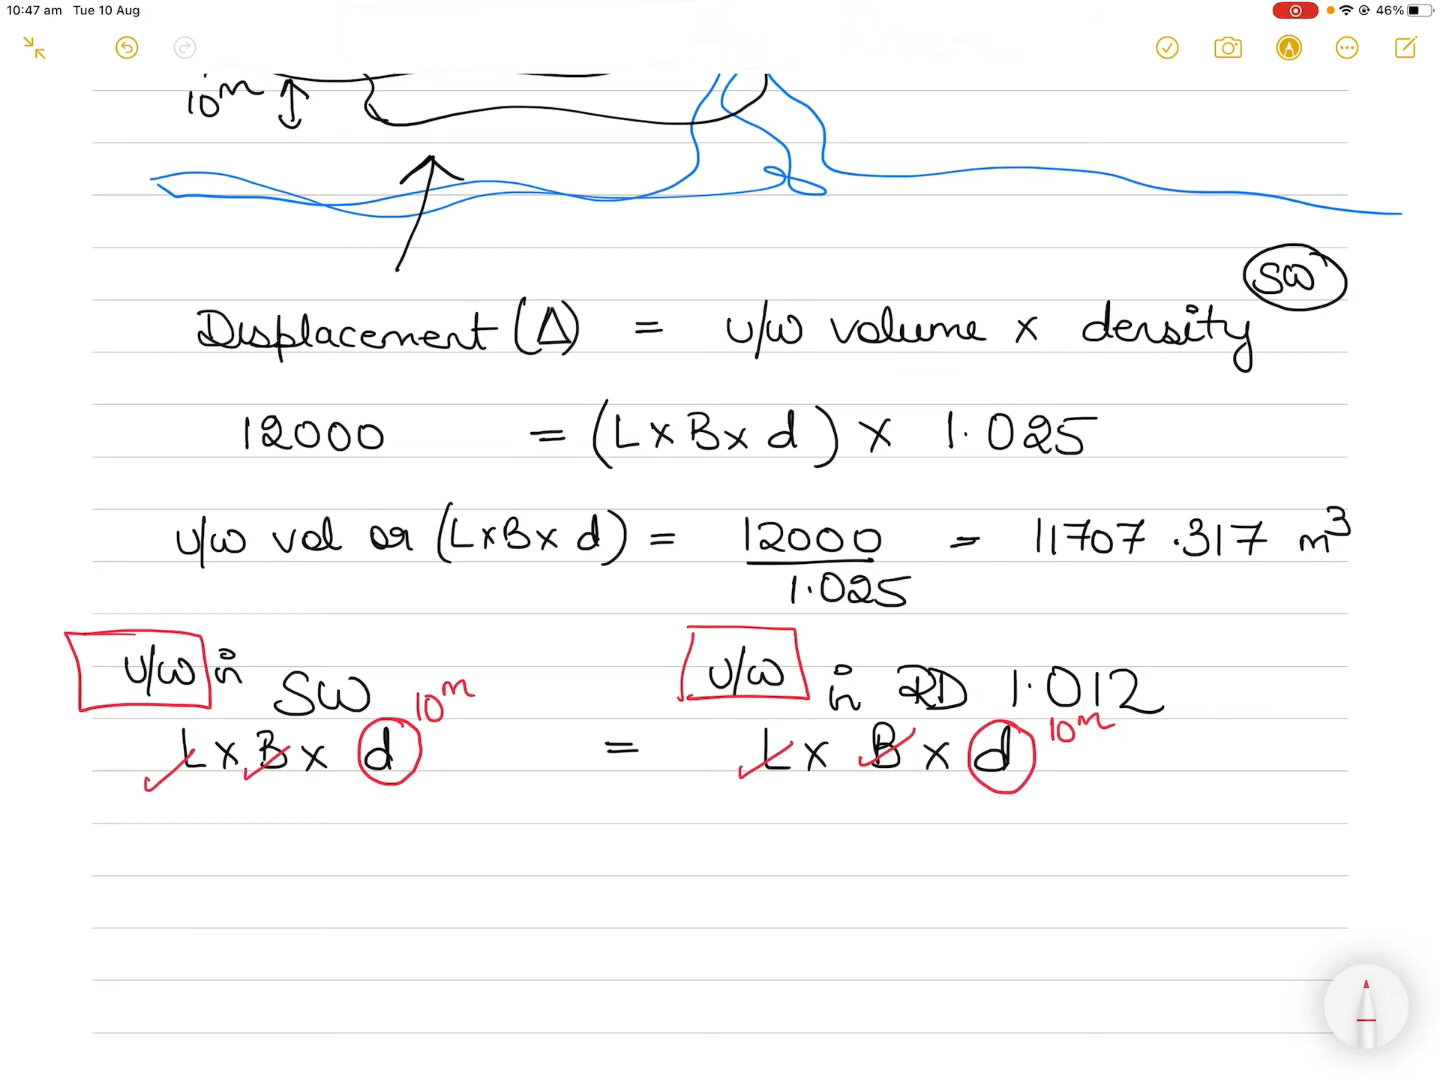 10:47 am Tue 10 Aug 46%
10m
SW
Displacement (Δ) = u/w volume x density
12000 = (L x B x d) x 1.025
u/w vol or (L x B x d) = 12000 / 1.025 = 11707.317 m³
u/w in SW u/w in RD 1.012
10m 10m
L x B x d = L x B x d